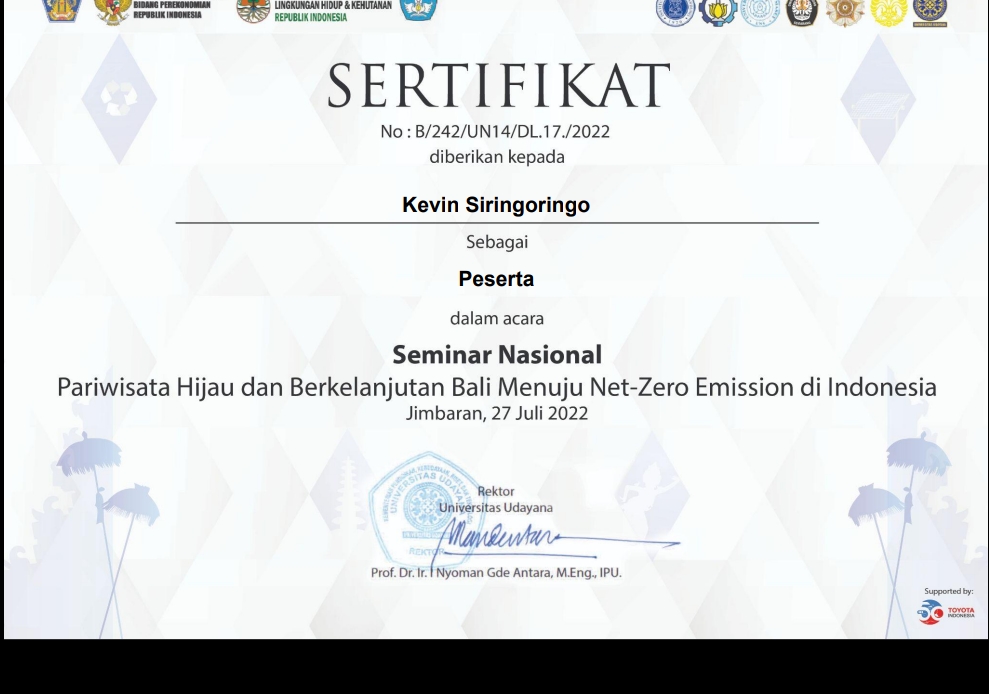 BIDANG PEREKONOMIAN
REPUBLIK INDONESIA
LINGKUNGAN HIDUP & KEHUTANAN
REPUBLIK INDONESIA
SERTIFIKAT
No : B/242/UN14/DL.17./2022
diberikan kepada
Kevin Siringoringo
Sebagai
Peserta
dalam acara
Seminar Nasional
Pariwisata Hijau dan Berkelanjutan Bali Menuju Net-Zero Emission di Indonesia
Jimbaran, 27 Juli 2022
UNIVERSITAS UDAYANA
REKTOR
Rektor
Universitas Udayana
Prof. Dr. Ir. I Nyoman Gde Antara, M.Eng., IPU.
Supported by:
TOYOTA
INDONESIA